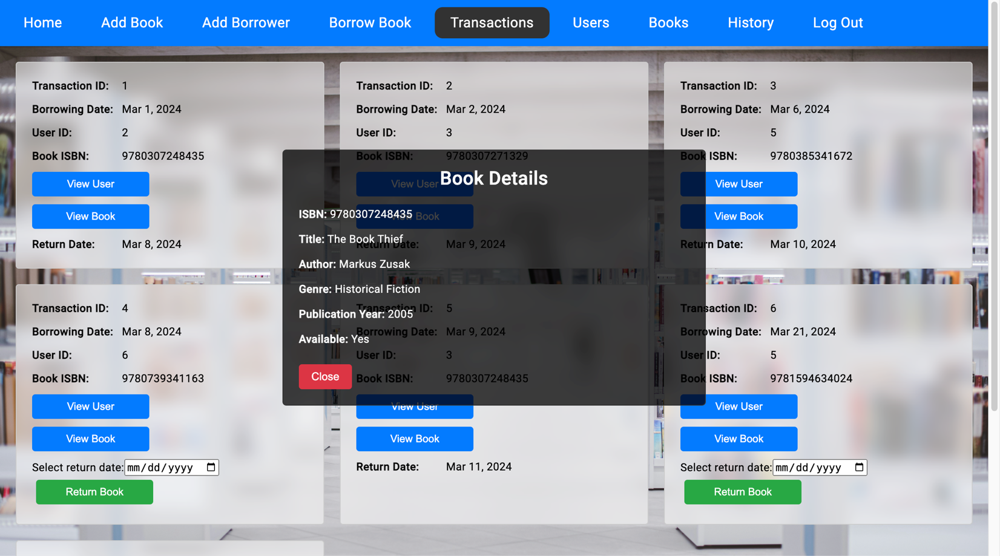 Home Add Book Add Borrower Borrow Book Transactions Users Books History Log Out
Transaction ID: 1
Borrowing Date: Mar 1, 2024
User ID: 2
Book ISBN: 9780307248435
View User
View Book
Return Date: Mar 8, 2024
Transaction ID: 2
Borrowing Date: Mar 2, 2024
User ID: 3
Book ISBN: 9780307271329
View User
View Book
Return Date: Mar 9, 2024
Transaction ID: 3
Borrowing Date: Mar 6, 2024
User ID: 5
Book ISBN: 9780385341672
View User
View Book
Return Date: Mar 10, 2024
Book Details
ISBN: 9780307248435
Title: The Book Thief
Author: Markus Zusak
Genre: Historical Fiction
Publication Year: 2005
Available: Yes
Close
Transaction ID: 4
Borrowing Date: Mar 8, 2024
User ID: 6
Book ISBN: 9780739341163
View User
View Book
Select return date: mm/dd/yyyy
Return Book
Transaction ID: 5
Borrowing Date: Mar 9, 2024
User ID: 3
Book ISBN: 9780307248435
View User
View Book
Return Date: Mar 11, 2024
Transaction ID: 6
Borrowing Date: Mar 21, 2024
User ID: 5
Book ISBN: 9781594634024
View User
View Book
Select return date: mm/dd/yyyy
Return Book